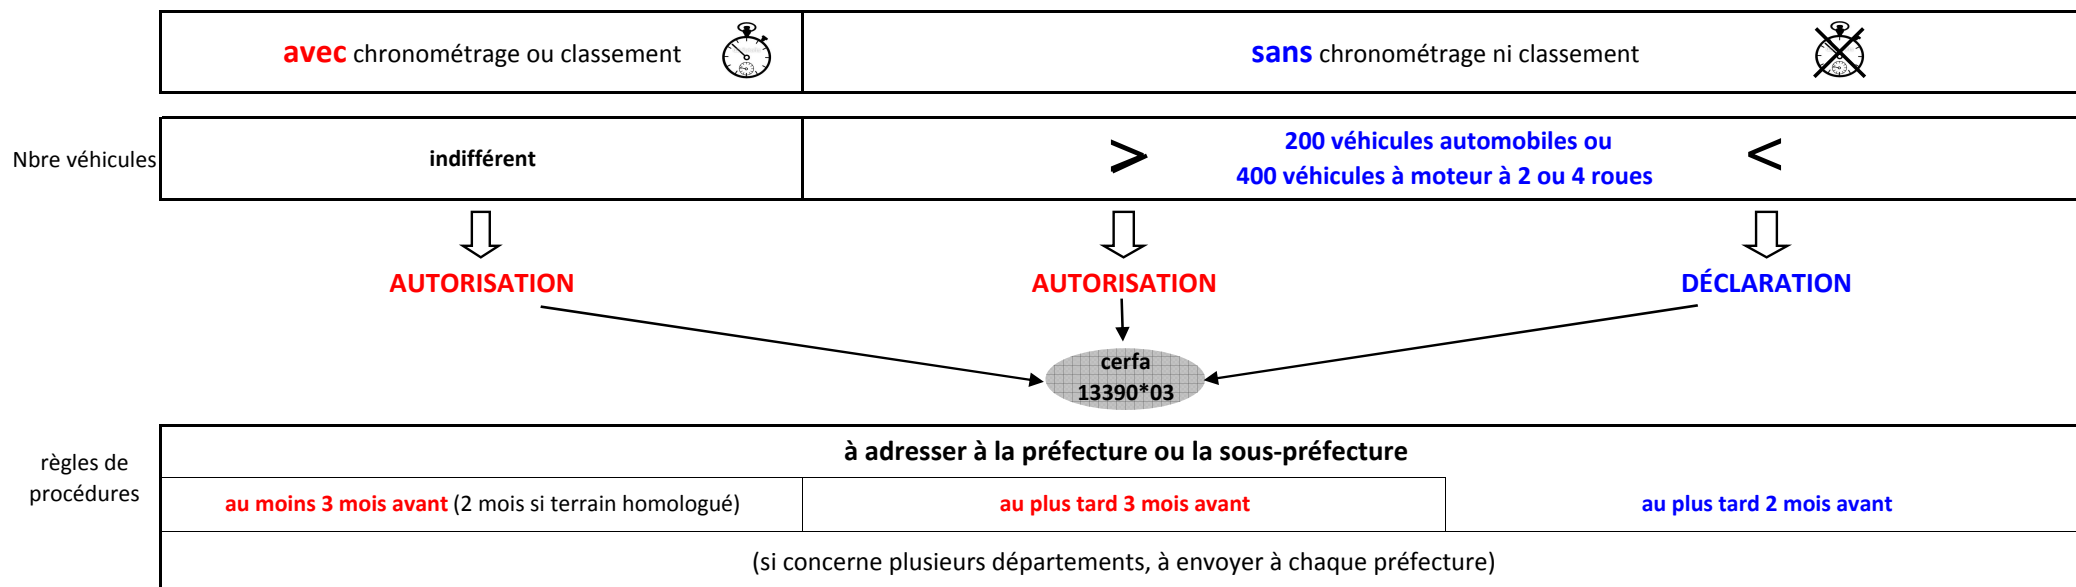 avec chronométrage ou classement
sans chronométrage ni classement
Nbre véhicules
indifférent
>
200 véhicules automobiles ou
400 véhicules à moteur à 2 ou 4 roues
<
AUTORISATION
AUTORISATION
DÉCLARATION
cerfa
13390*03
règles de
procédures
à adresser à la préfecture ou la sous-préfecture
au moins 3 mois avant (2 mois si terrain homologué)
au plus tard 3 mois avant
au plus tard 2 mois avant
(si concerne plusieurs départements, à envoyer à chaque préfecture)